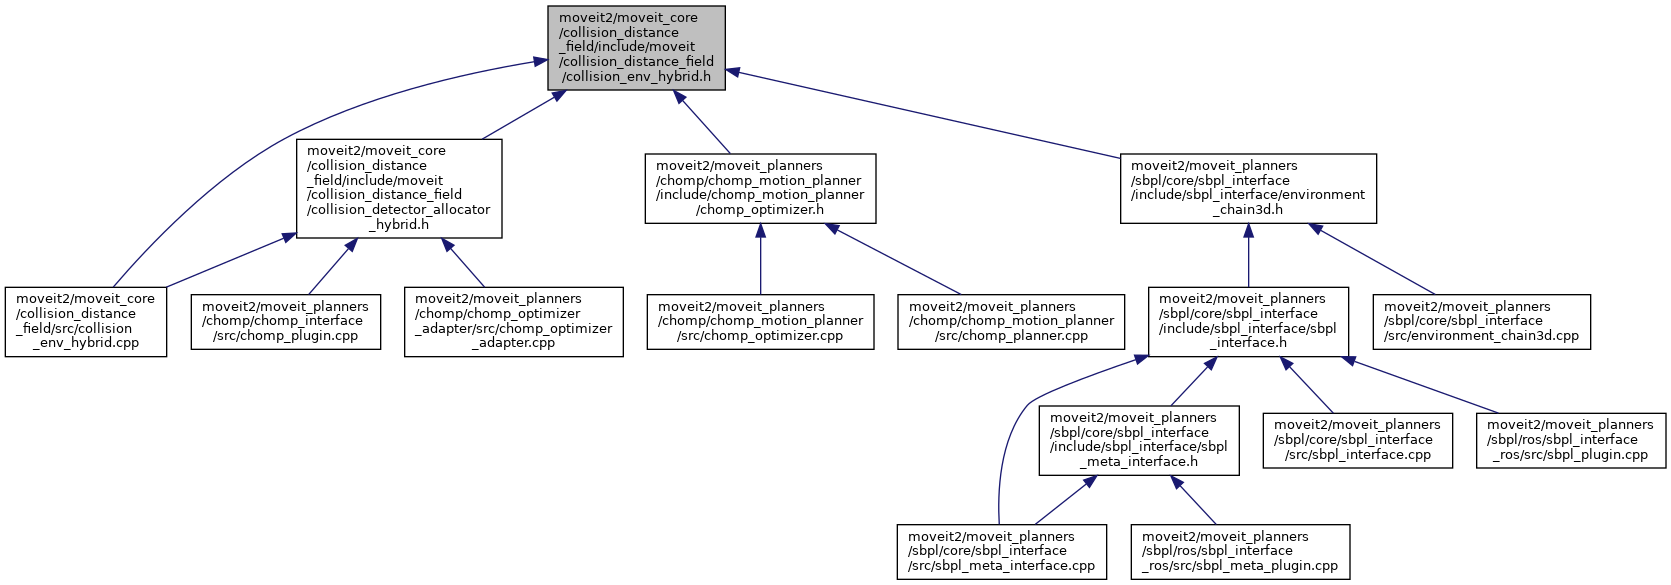 moveit2/moveit_core
/collision_distance
_field/include/moveit
/collision_distance_field
/collision_env_hybrid.h
moveit2/moveit_core
/collision_distance
_field/include/moveit
/collision_distance_field
/collision_detector_allocator
_hybrid.h
moveit2/moveit_planners
/chomp/chomp_motion_planner
/include/chomp_motion_planner
/chomp_optimizer.h
moveit2/moveit_planners
/sbpl/core/sbpl_interface
/include/sbpl_interface/environment
_chain3d.h
moveit2/moveit_core
/collision_distance
_field/src/collision
_env_hybrid.cpp
moveit2/moveit_planners
/chomp/chomp_interface
/src/chomp_plugin.cpp
moveit2/moveit_planners
/chomp/chomp_optimizer
_adapter/src/chomp_optimizer
_adapter.cpp
moveit2/moveit_planners
/chomp/chomp_motion_planner
/src/chomp_optimizer.cpp
moveit2/moveit_planners
/chomp/chomp_motion_planner
/src/chomp_planner.cpp
moveit2/moveit_planners
/sbpl/core/sbpl_interface
/include/sbpl_interface/sbpl
_interface.h
moveit2/moveit_planners
/sbpl/core/sbpl_interface
/src/environment_chain3d.cpp
moveit2/moveit_planners
/sbpl/core/sbpl_interface
/include/sbpl_interface/sbpl
_meta_interface.h
moveit2/moveit_planners
/sbpl/core/sbpl_interface
/src/sbpl_interface.cpp
moveit2/moveit_planners
/sbpl/ros/sbpl_interface
_ros/src/sbpl_plugin.cpp
moveit2/moveit_planners
/sbpl/core/sbpl_interface
/src/sbpl_meta_interface.cpp
moveit2/moveit_planners
/sbpl/ros/sbpl_interface
_ros/src/sbpl_meta_plugin.cpp